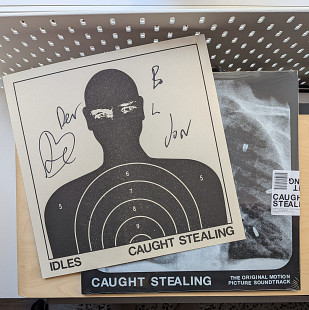 Dev
B
L
Jon
6
5
7
8
9
5
6
IDLES
CAUGHT STEALING
CAUGHT STEALING
THE ORIGINAL MOTION
PICTURE SOUNDTRACK
CAUGHT
STEALING